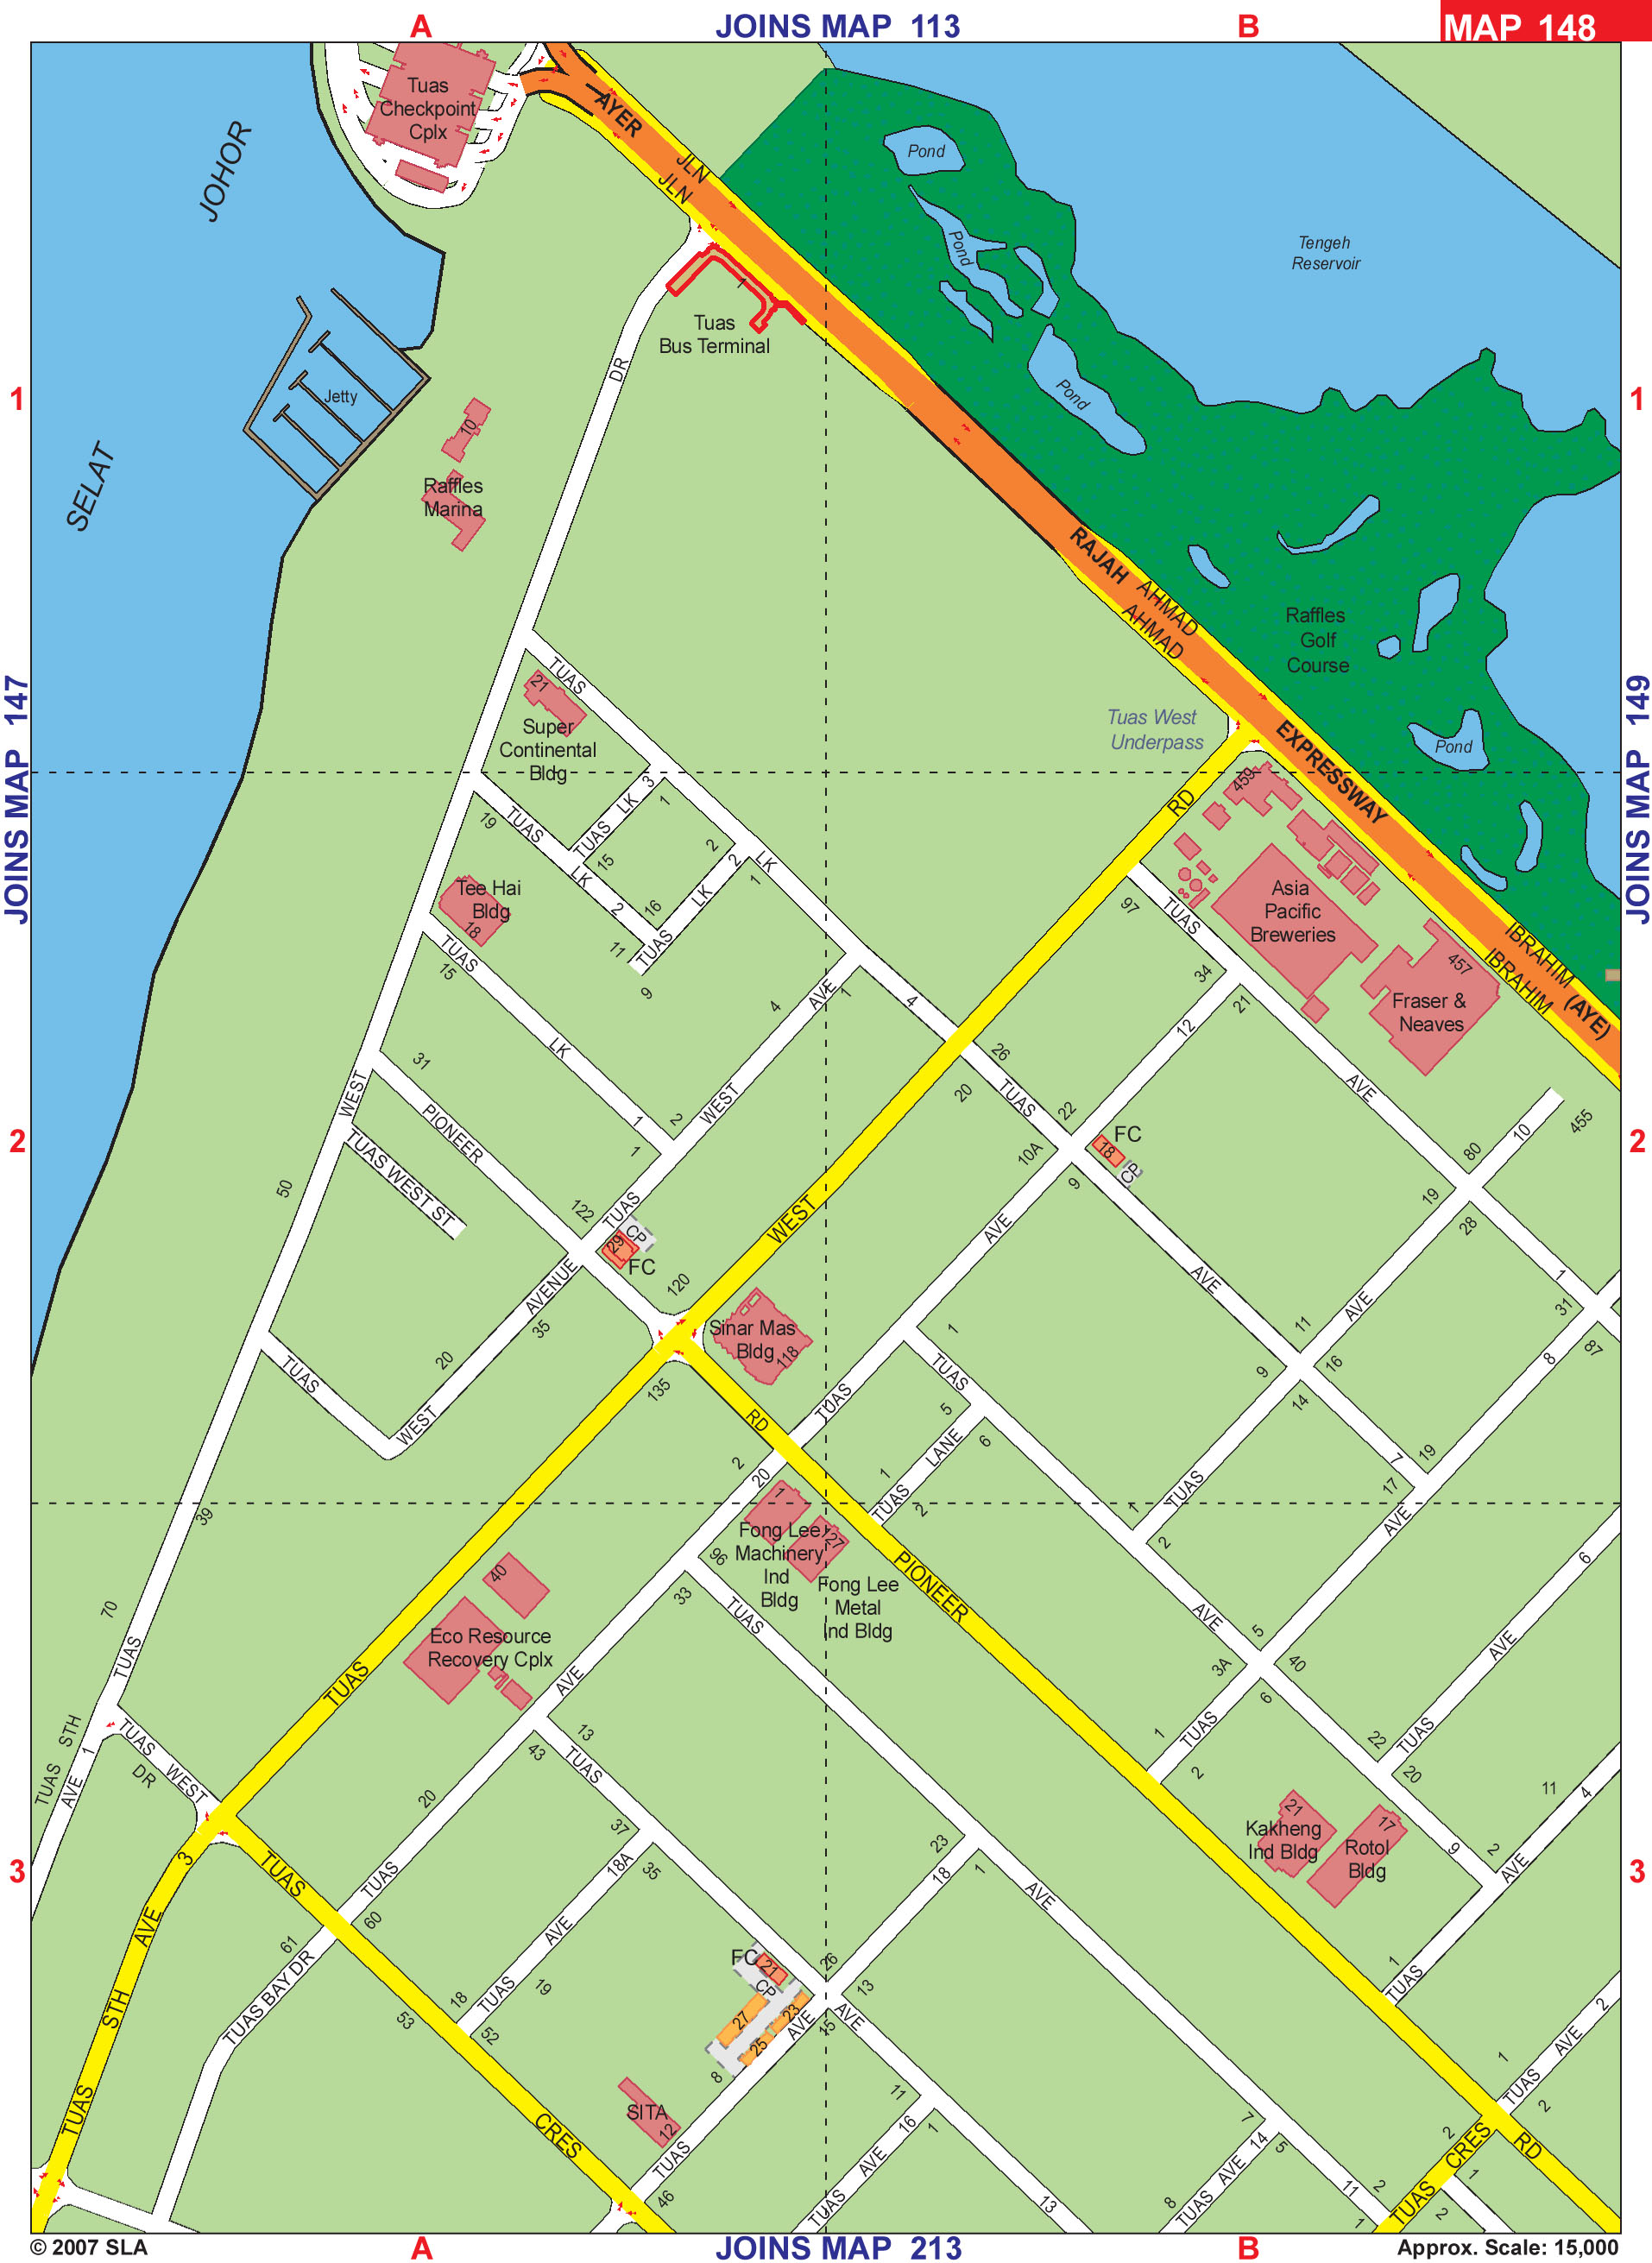 A
JOINS MAP 113
B
MAP 148
Tuas
Checkpoint
Cplx
AYER
JOHOR
JLN
JLN
Pond
Pond
Tengeh
Reservoir
1
Tuas
Bus Terminal
DR
Jetty
Pond
1
1
10
Raffles
Marina
SELAT
RAJAH
AHMAD
AHMAD
Raffles
Golf
Course
JOINS MAP 147
JOINS MAP 149
TUAS
21
Super
Continental
Bldg
Tuas West
Underpass
EXPRESSWAY
Pond
3
LK
TUAS
1
459
RD
19
TUAS
15
LK
2
2
2
LK
1
LK
16
11
TUAS
9
Tee Hai
Bldg
18
97
TUAS
Asia
Pacific
Breweries
457
Fraser &
Neaves
IBRAHIM
IBRAHIM
(AYE)
TUAS
15
LK
4
AVE
1
4
34
21
12
26
31
WEST
PIONEER
1
2
WEST
1
20
TUAS
22
AVE
10
455
2
TUAS WEST ST
FC
18
CP
10A
9
80
2
50
122
TUAS
CP
29
FC
WEST
AVE
19
28
AVENUE
120
AVE
1
31
35
Sinar Mas
Bldg
118
1
11
AVE
87
TUAS
20
135
TUAS
9
16
8
WEST
RD
TUAS
5
14
2
20
LANE
6
7
19
17
1
TUAS
2
1
TUAS
2
AVE
39
1
127
Fong Lee
Machinery
Ind
Bldg
Fong Lee
Metal
Ind Bldg
96
33
TUAS
PIONEER
6
40
70
TUAS
Eco Resource
Recovery Cplx
TUAS
AVE
AVE
5
3A
40
6
AVE
TUAS STH
AVE 1
TUAS WEST
DR
13
43
TUAS
1
TUAS
2
22
TUAS
20
20
37
18A
35
23
18
1
AVE
21
Kakheng
Ind Bldg
17
Rotol
Bldg
11
4
9
2
AVE
3
3
3
TUAS
TUAS
AVE
60
61
TUAS BAY DR
AVE
FC
21
CP
26
13
1
TUAS
STH
18
TUAS
19
53
52
27
23
25
AVE
15
AVE
8
2
AVE
1
TUAS
2
TUAS
CRES
SITA
12
TUAS
46
11
16
1
AVE
TUAS
13
7
14
5
AVE
8
TUAS
11
2
1
2
CRES
TUAS
1
2
RD
© 2007 SLA
A
JOINS MAP 213
B
Approx. Scale: 15,000